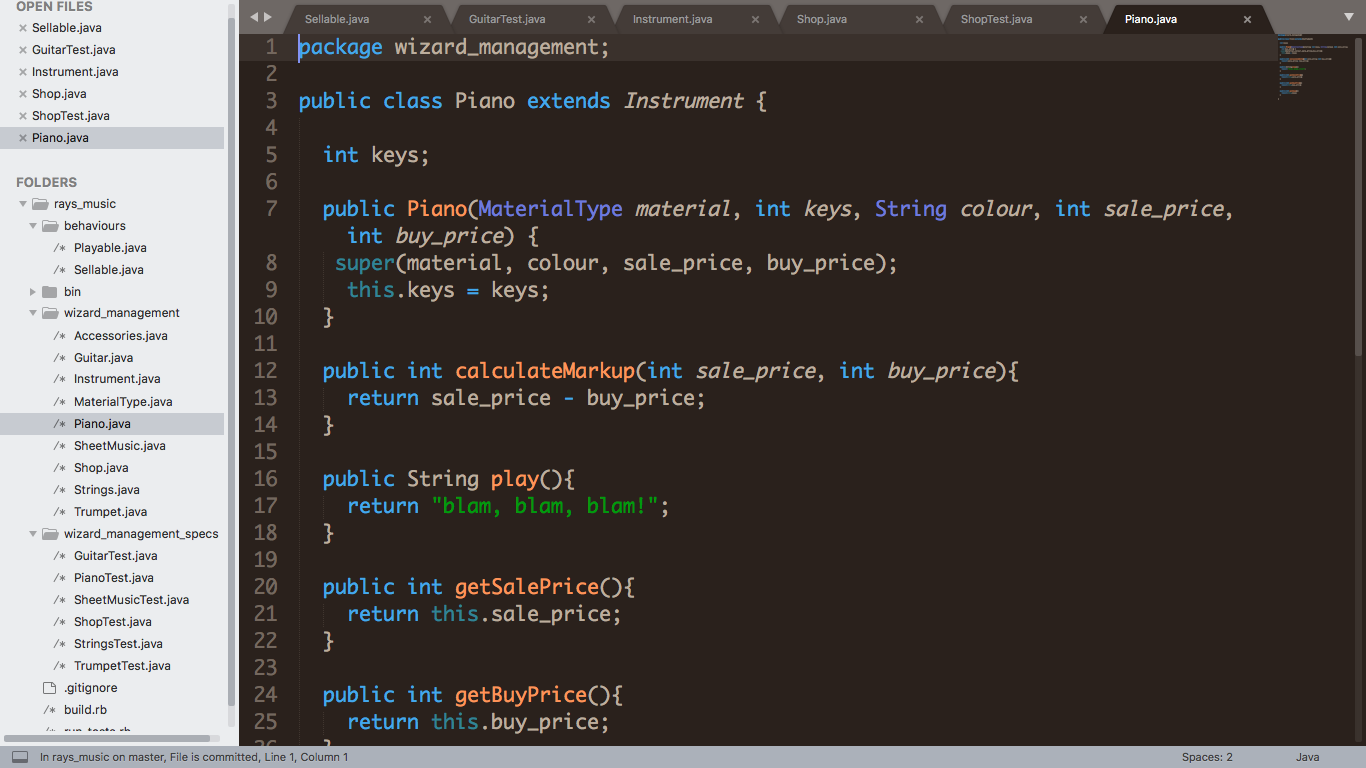 OPEN FILES
Sellable.java
GuitarTest.java
Instrument.java
Shop.java
ShopTest.java
Piano.java
FOLDERS
rays_music
behaviours
/* Playable.java
/* Sellable.java
bin
wizard_management
/* Accessories.java
/* Guitar.java
/* Instrument.java
/* MaterialType.java
/* Piano.java
/* SheetMusic.java
/* Shop.java
/* Strings.java
/* Trumpet.java
wizard_management_specs
/* GuitarTest.java
/* PianoTest.java
/* SheetMusicTest.java
/* ShopTest.java
/* StringsTest.java
/* TrumpetTest.java
.gitignore
/* build.rb
Sellable.java GuitarTest.java Instrument.java Shop.java ShopTest.java Piano.java
1 package wizard_management;
2
3 public class Piano extends Instrument {
4
5 int keys;
6
7 public Piano(MaterialType material, int keys, String colour, int sale_price,
int buy_price) {
8 super(material, colour, sale_price, buy_price);
9 this.keys = keys;
10 }
11
12 public int calculateMarkup(int sale_price, int buy_price){
13 return sale_price - buy_price;
14 }
15
16 public String play(){
17 return "blam, blam, blam!";
18 }
19
20 public int getSalePrice(){
21 return this.sale_price;
22 }
23
24 public int getBuyPrice(){
25 return this.buy_price;
In rays_music on master, File is committed, Line 1, Column 1
Spaces: 2
Java